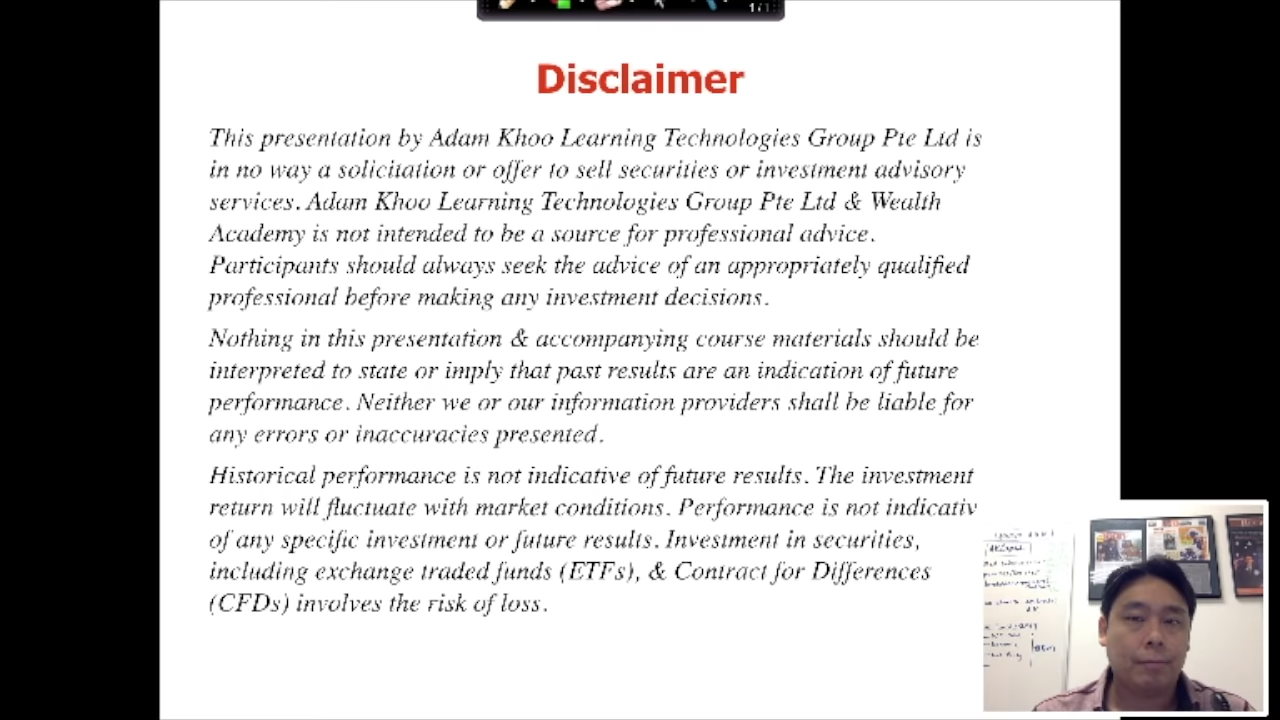 1/1
Disclaimer
This presentation by Adam Khoo Learning Technologies Group Pte Ltd is
in no way a solicitation or offer to sell securities or investment advisory
services. Adam Khoo Learning Technologies Group Pte Ltd & Wealth
Academy is not intended to be a source for professional advice.
Participants should always seek the advice of an appropriately qualified
professional before making any investment decisions.
Nothing in this presentation & accompanying course materials should be
interpreted to state or imply that past results are an indication of future
performance. Neither we or our information providers shall be liable for
any errors or inaccuracies presented.
Historical performance is not indicative of future results. The investment
return will fluctuate with market conditions. Performance is not indicativ
of any specific investment or future results. Investment in securities,
including exchange traded funds (ETFs), & Contract for Differences
(CFDs) involves the risk of loss.